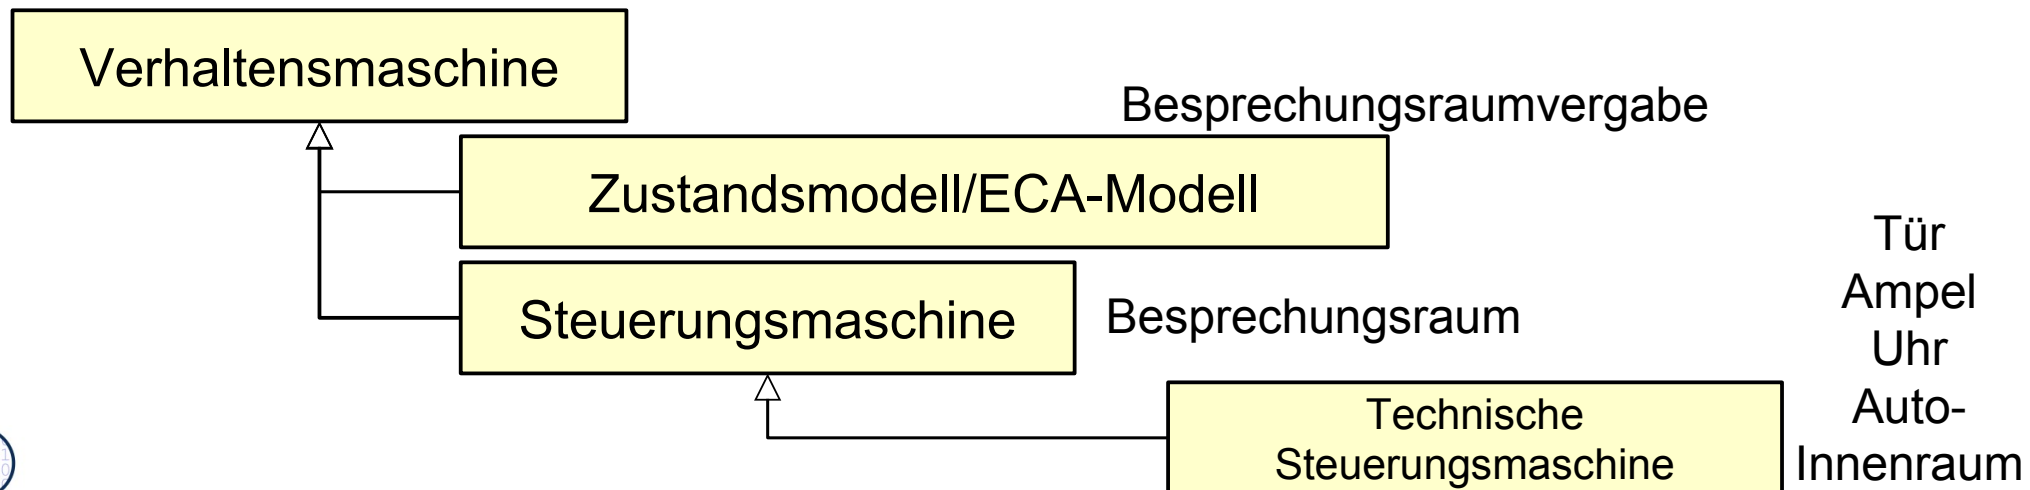 Verhaltensmaschine
Besprechungsraumvergabe
Zustandsmodell/ECA-Modell
Steuerungsmaschine
Besprechungsraum
Technische
Steuerungsmaschine
Tür
Ampel
Uhr
Auto-
Innenraum